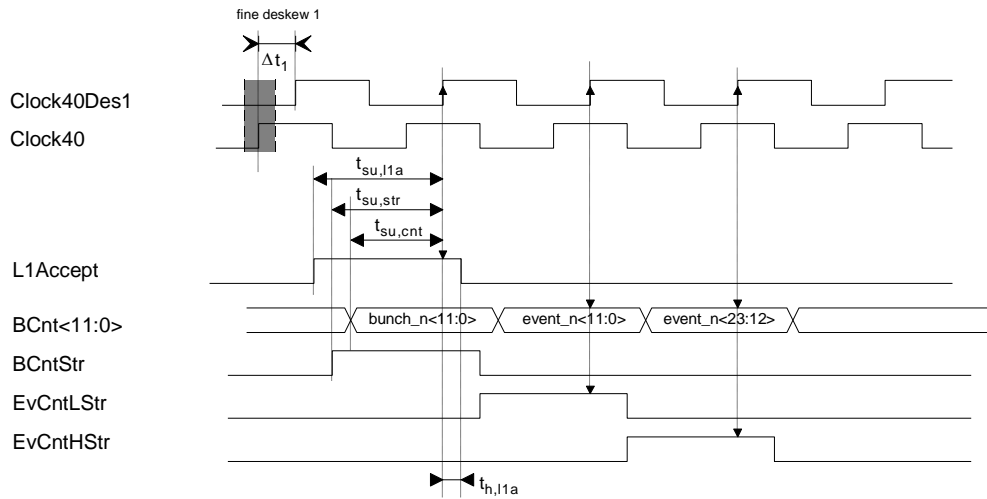 fine deskew 1
Δt1
Clock40Des1
Clock40
tsu,l1a
tsu,str
tsu,cnt
L1Accept
BCnt<11:0>
bunch_n<11:0>
event_n<11:0>
event_n<23:12>
BCntStr
EvCntLStr
EvCntHStr
th,l1a